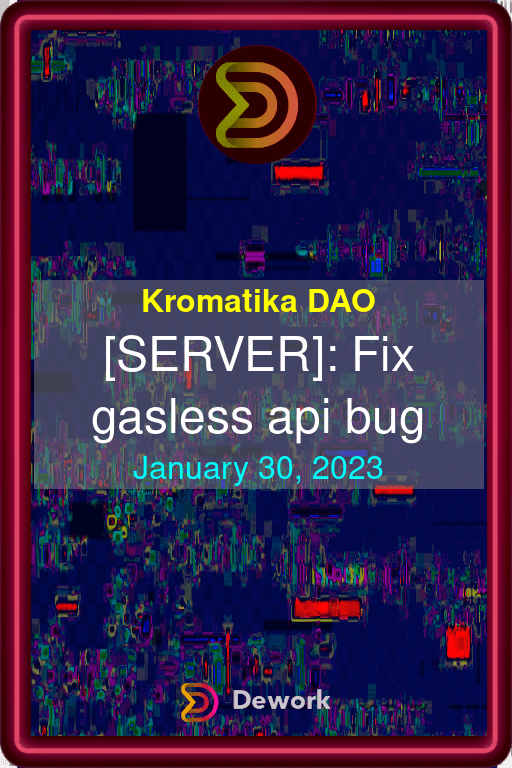 Kromatika DAO
[SERVER]: Fix
gasless api bug
January 30, 2023
Dework